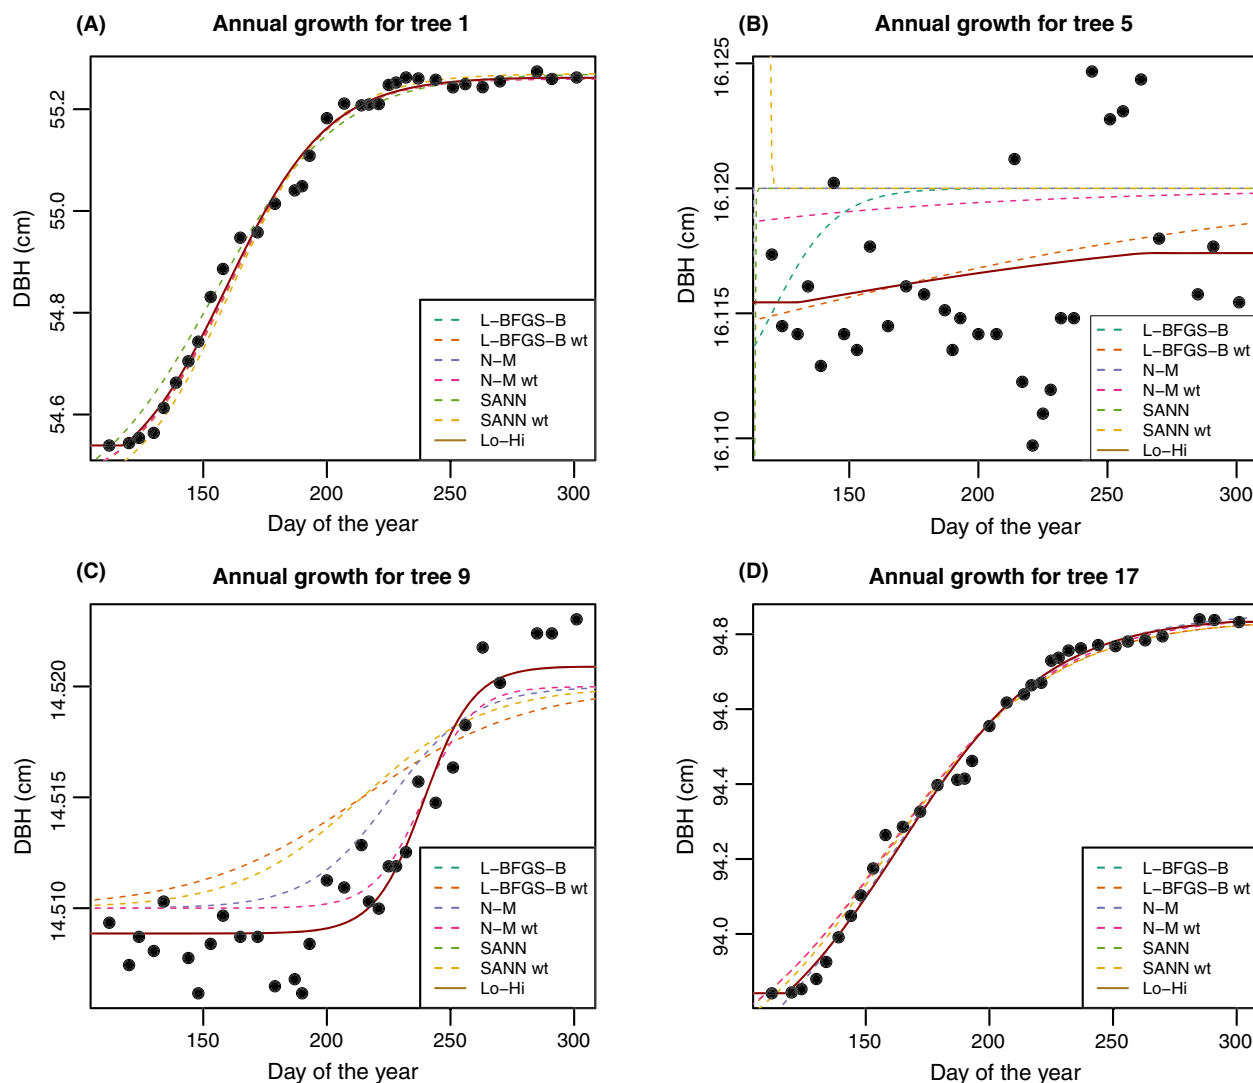 (A) Annual growth for tree 1
DBH (cm)
55.2
55.0
54.8
54.6
L−BFGS−B
L−BFGS−B wt
N−M
N−M wt
SANN
SANN wt
Lo−Hi
150 200 250 300
Day of the year
(B) Annual growth for tree 5
DBH (cm)
16.125
16.120
16.115
16.110
L−BFGS−B
L−BFGS−B wt
N−M
N−M wt
SANN
SANN wt
Lo−Hi
150 200 250 300
Day of the year
(C) Annual growth for tree 9
DBH (cm)
14.520
14.515
14.510
L−BFGS−B
L−BFGS−B wt
N−M
N−M wt
SANN
SANN wt
Lo−Hi
150 200 250 300
Day of the year
(D) Annual growth for tree 17
DBH (cm)
94.8
94.6
94.4
94.2
94.0
L−BFGS−B
L−BFGS−B wt
N−M
N−M wt
SANN
SANN wt
Lo−Hi
150 200 250 300
Day of the year